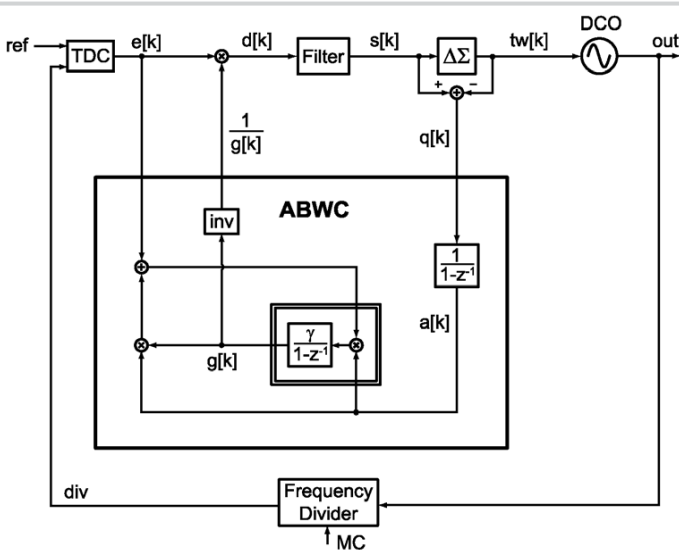 DCO
ref
e[k]
d[k]
s[k]
tw[k]
out
TDC
Filter
ΔΣ
+
−
1
g[k]
q[k]
ABWC
inv
1
1-z-1
a[k]
γ
1-z-1
g[k]
div
Frequency
Divider
MC